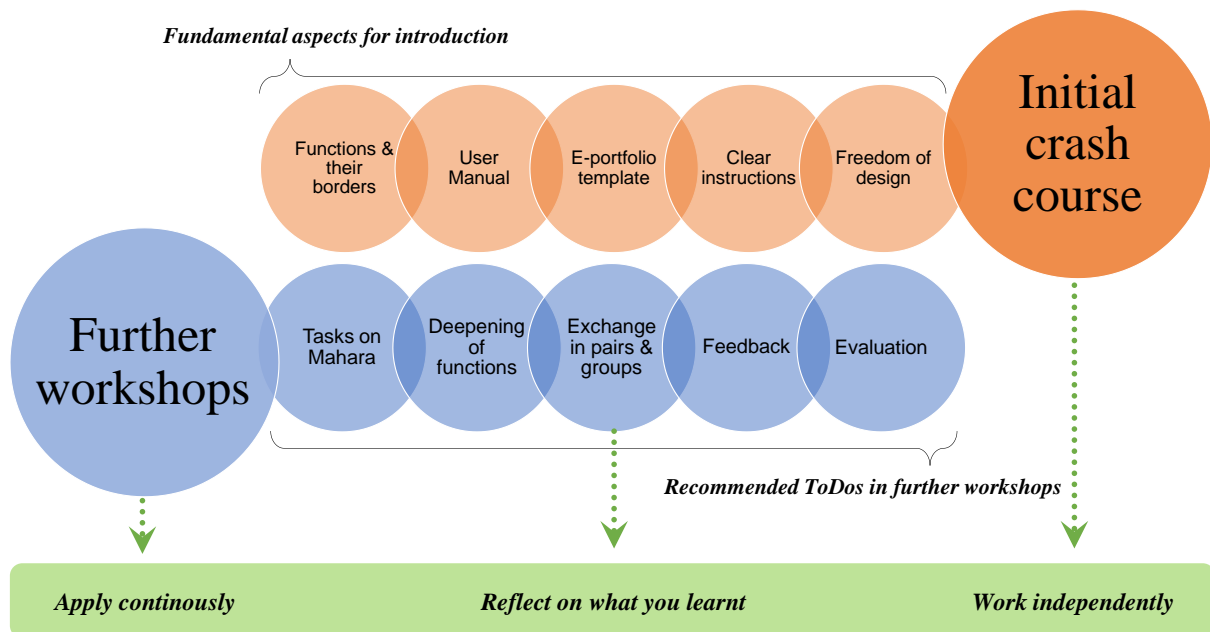 Fundamental aspects for introduction
Initial
crash
course
Functions &
their
borders
User
Manual
E-portfolio
template
Clear
instructions
Freedom of
design
Further
workshops
Tasks on
Mahara
Deepening
of
functions
Exchange
in pairs &
groups
Feedback
Evaluation
Recommended ToDos in further workshops
Apply continously
Reflect on what you learnt
Work independently